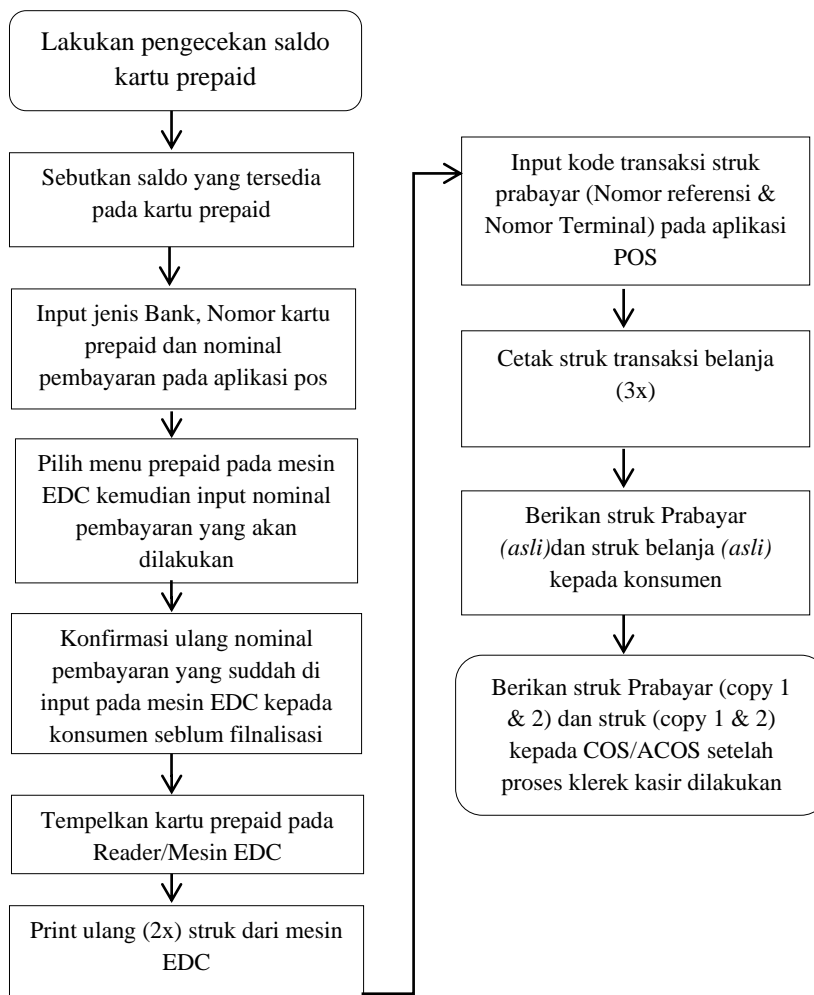 Lakukan pengecekan saldo
kartu prepaid
Sebutkan saldo yang tersedia
pada kartu prepaid
Input jenis Bank, Nomor kartu
prepaid dan nominal
pembayaran pada aplikasi pos
Pilih menu prepaid pada mesin
EDC kemudian input nominal
pembayaran yang akan
dilakukan
Konfirmasi ulang nominal
pembayaran yang suddah di
input pada mesin EDC kepada
konsumen seblum filnalisasi
Tempelkan kartu prepaid pada
Reader/Mesin EDC
Print ulang (2x) struk dari mesin
EDC
Input kode transaksi struk
prabayar (Nomor referensi &
Nomor Terminal) pada aplikasi
POS
Cetak struk transaksi belanja
(3x)
Berikan struk Prabayar
(asli)dan struk belanja (asli)
kepada konsumen
Berikan struk Prabayar (copy 1
& 2) dan struk (copy 1 & 2)
kepada COS/ACOS setelah
proses klerek kasir dilakukan